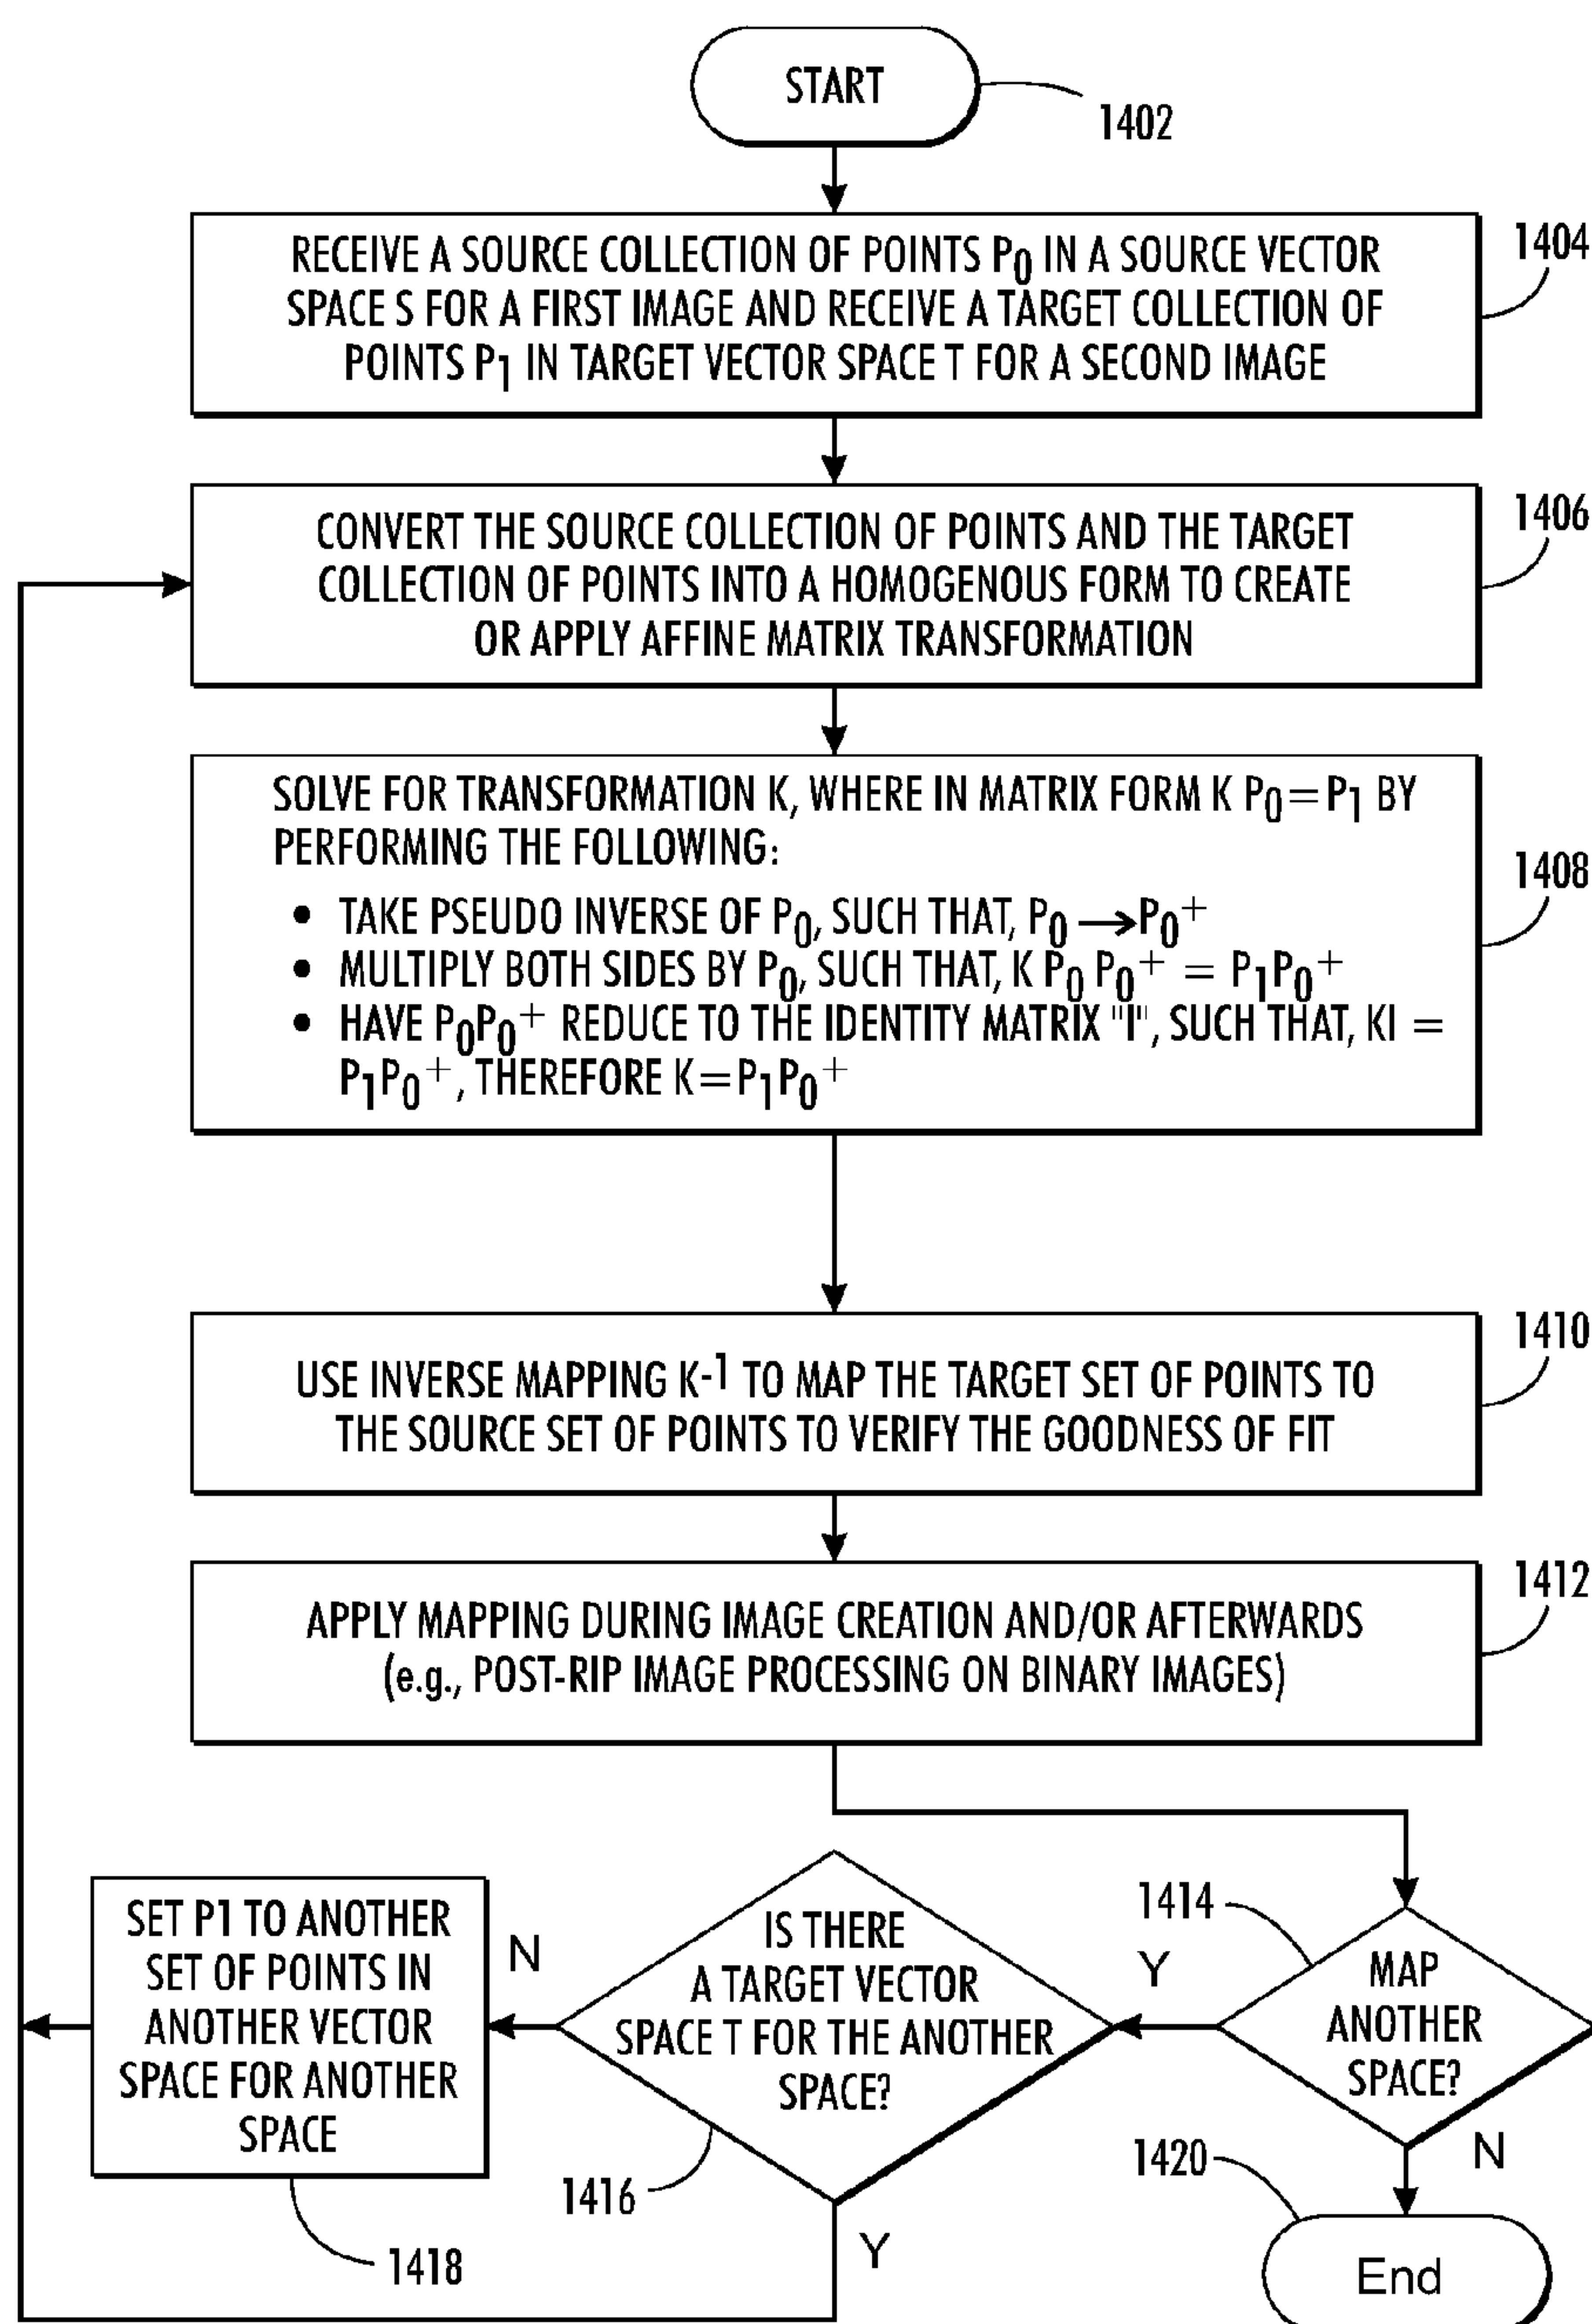 START
1402
RECEIVE A SOURCE COLLECTION OF POINTS P0 IN A SOURCE VECTOR
SPACE S FOR A FIRST IMAGE AND RECEIVE A TARGET COLLECTION OF
POINTS P1 IN TARGET VECTOR SPACE T FOR A SECOND IMAGE
1404
CONVERT THE SOURCE COLLECTION OF POINTS AND THE TARGET
COLLECTION OF POINTS INTO A HOMOGENOUS FORM TO CREATE
OR APPLY AFFINE MATRIX TRANSFORMATION
1406
SOLVE FOR TRANSFORMATION K, WHERE IN MATRIX FORM K P0=P1 BY
PERFORMING THE FOLLOWING:
• TAKE PSEUDO INVERSE OF P0, SUCH THAT, P0 → P0+
• MULTIPLY BOTH SIDES BY P0, SUCH THAT, K P0 P0+ = P1P0+
• HAVE P0P0+ REDUCE TO THE IDENTITY MATRIX "I", SUCH THAT, KI =
P1P0+, THEREFORE K=P1P0+
1408
USE INVERSE MAPPING K-1 TO MAP THE TARGET SET OF POINTS TO
THE SOURCE SET OF POINTS TO VERIFY THE GOODNESS OF FIT
1410
APPLY MAPPING DURING IMAGE CREATION AND/OR AFTERWARDS
(e.g., POST-RIP IMAGE PROCESSING ON BINARY IMAGES)
1412
1414
MAP
ANOTHER
SPACE?
Y
N
IS THERE
A TARGET VECTOR
SPACE T FOR THE ANOTHER
SPACE?
1416
N
Y
SET P1 TO ANOTHER
SET OF POINTS IN
ANOTHER VECTOR
SPACE FOR ANOTHER
SPACE
1418
1420
End